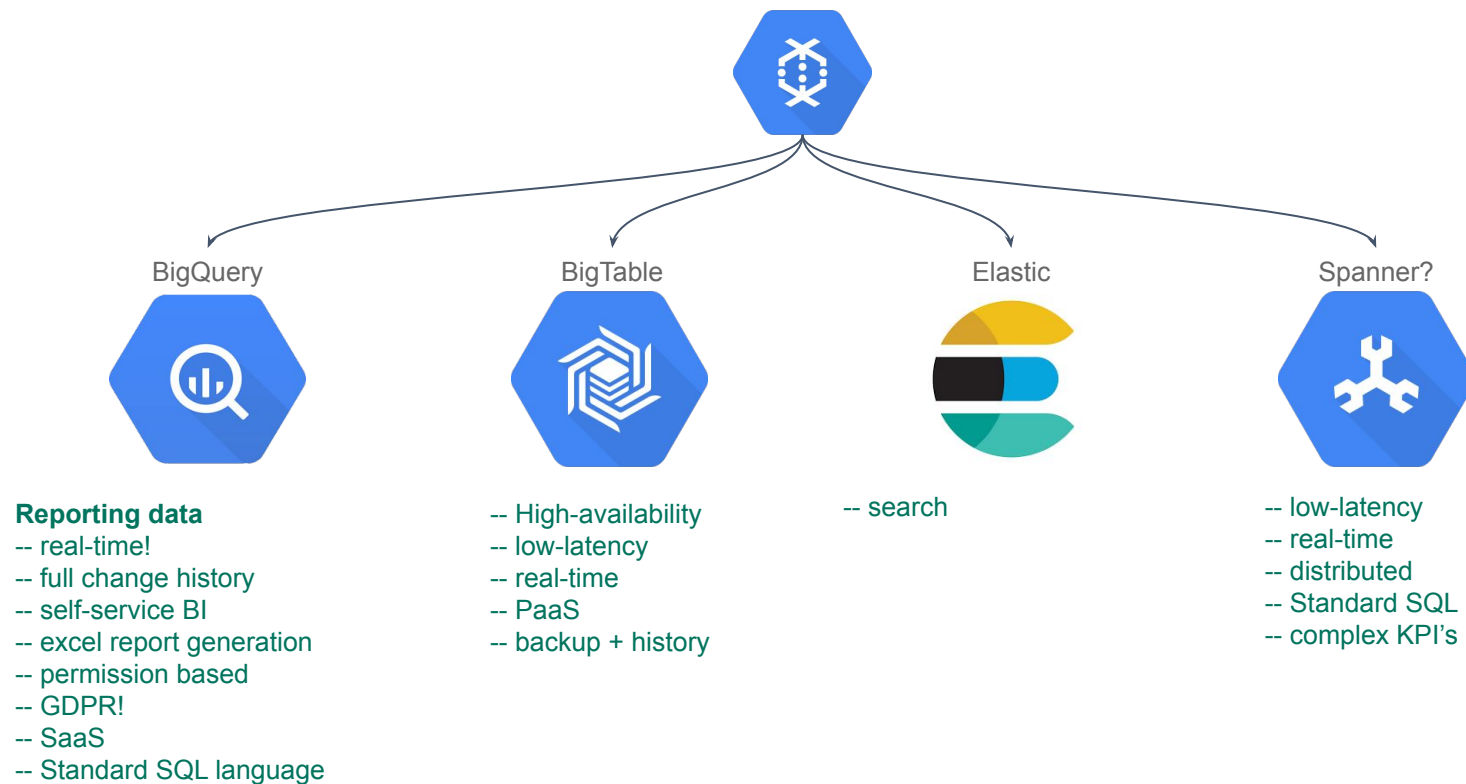 BigQuery
BigTable
Elastic
Spanner?
Reporting data
-- real-time!
-- full change history
-- self-service BI
-- excel report generation
-- permission based
-- GDPR!
-- SaaS
-- Standard SQL language
-- High-availability
-- low-latency
-- real-time
-- PaaS
-- backup + history
-- search
-- low-latency
-- real-time
-- distributed
-- Standard SQL
-- complex KPI's